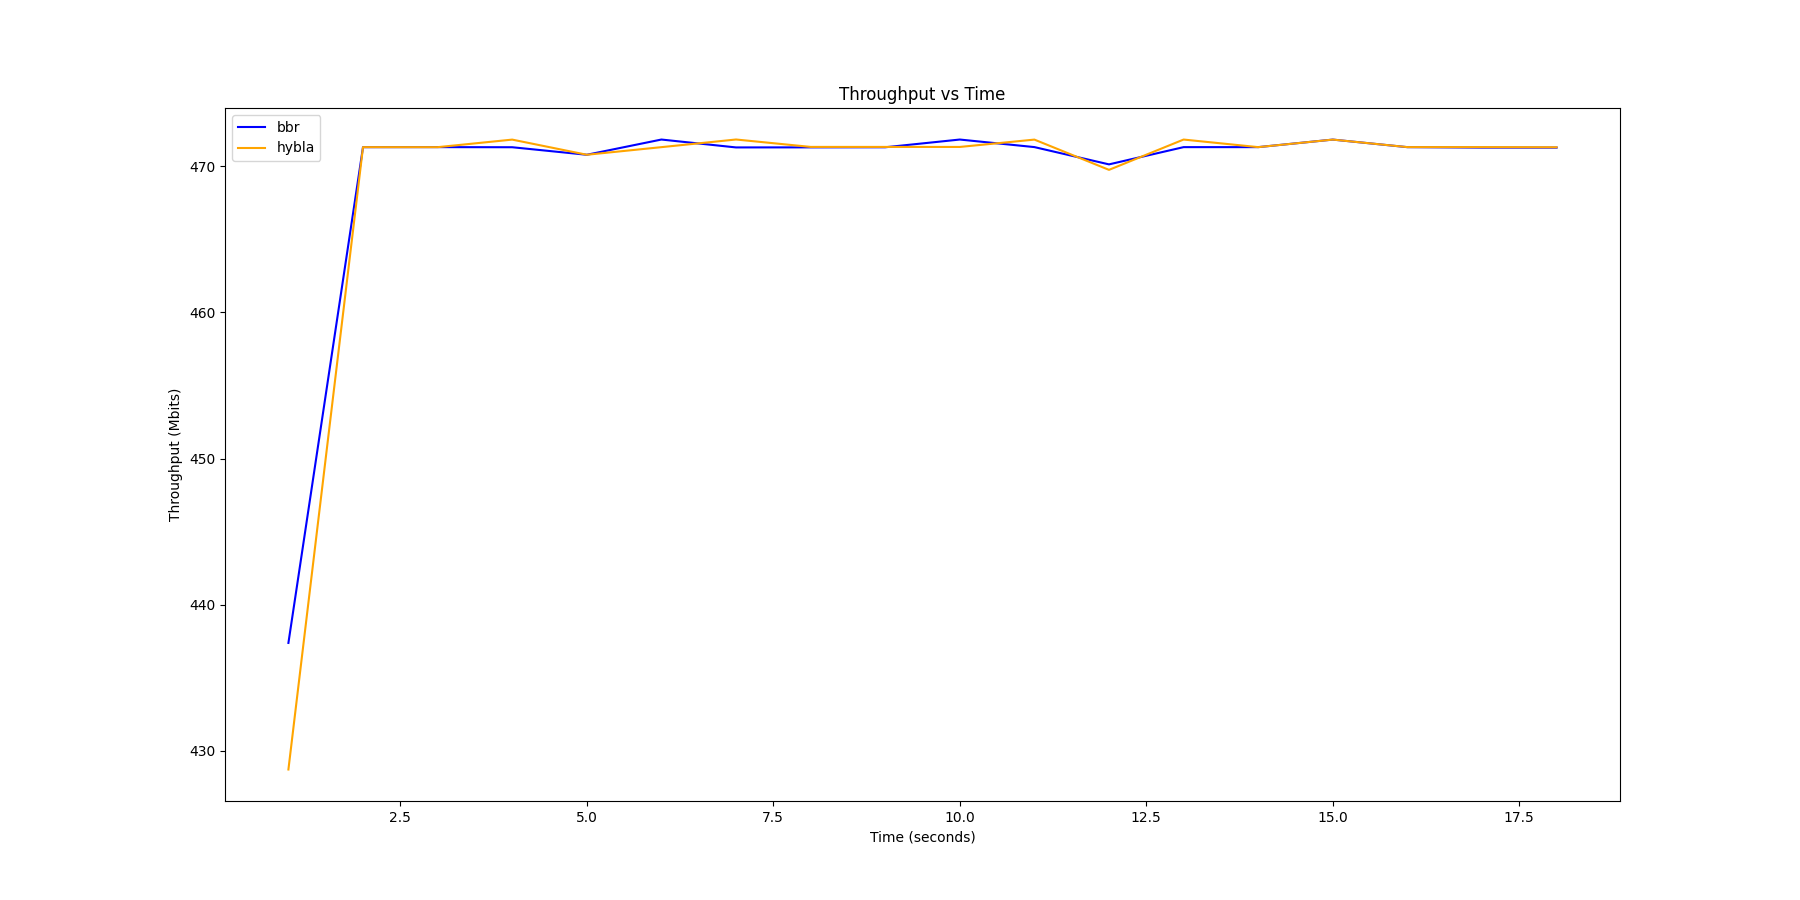 Throughput vs Time
bbr
hybla
Throughput (Mbits)
470
460
450
440
430
2.5 5.0 7.5 10.0 12.5 15.0 17.5
Time (seconds)